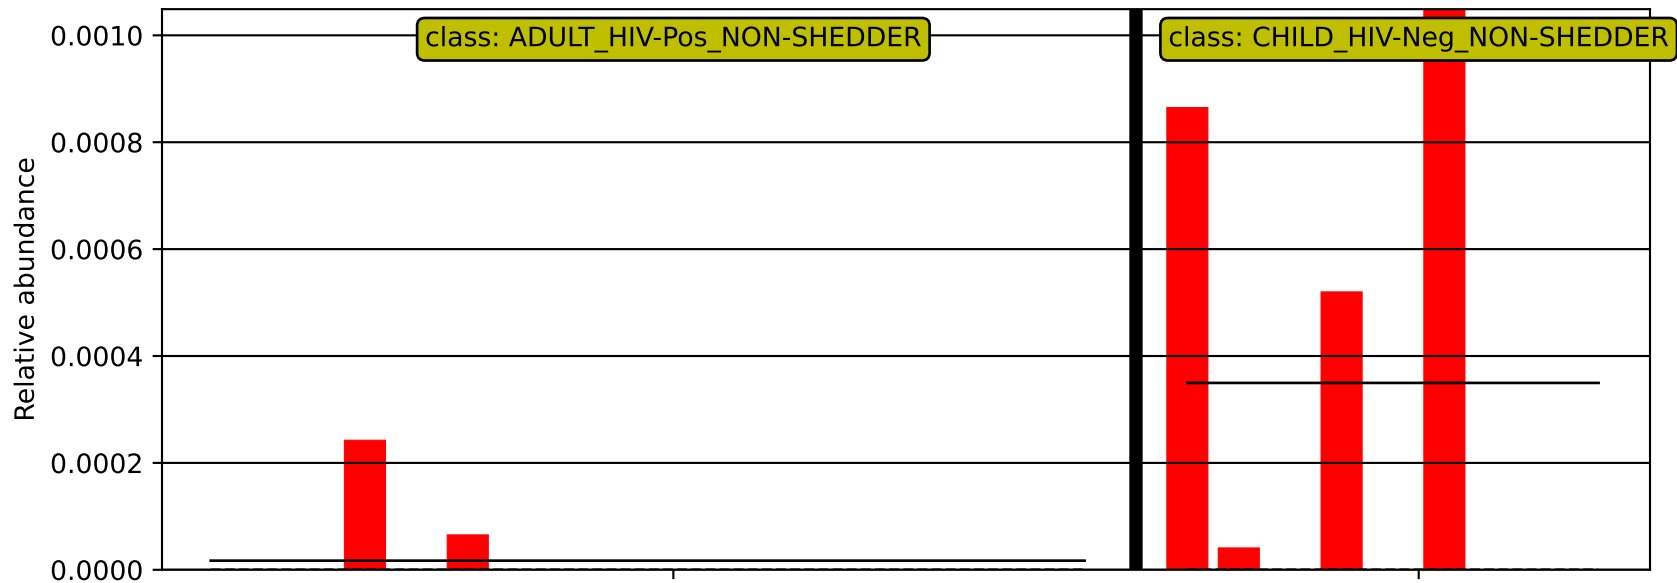 class: ADULT_HIV-Pos_NON-SHEDDER
class: CHILD_HIV-Neg_NON-SHEDDER
Relative abundance
0.0010
0.0008
0.0006
0.0004
0.0002
0.0000